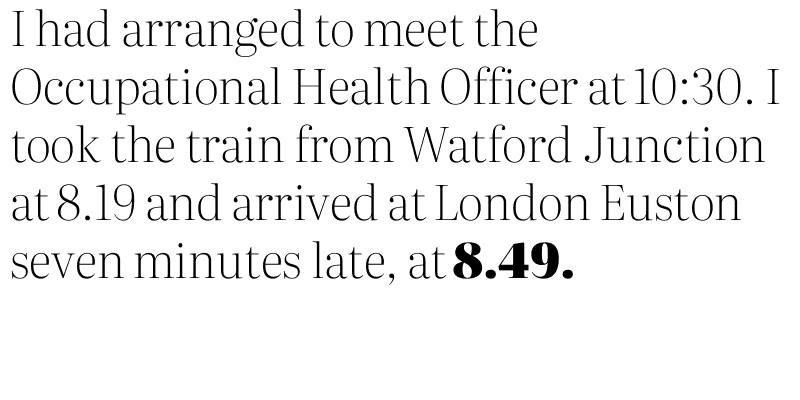 I had arranged to meet the
Occupational Health Officer at 10:30. I
took the train from Watford Junction
at 8.19 and arrived at London Euston
seven minutes late, at 8.49.